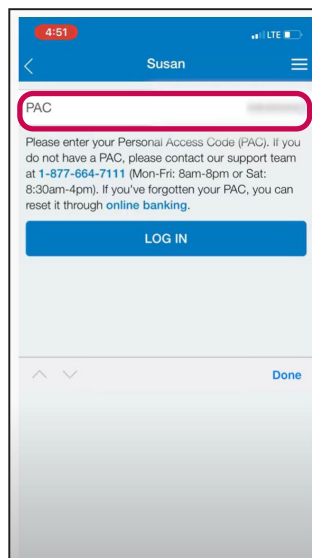 4:51
LTE
Susan
PAC
Please enter your Personal Access Code (PAC). If you
do not have a PAC, please contact our support team
at 1-877-664-7111 (Mon-Fri: 8am-8pm or Sat:
8:30am-4pm). If you've forgotten your PAC, you can
reset it through online banking.
LOG IN
Done